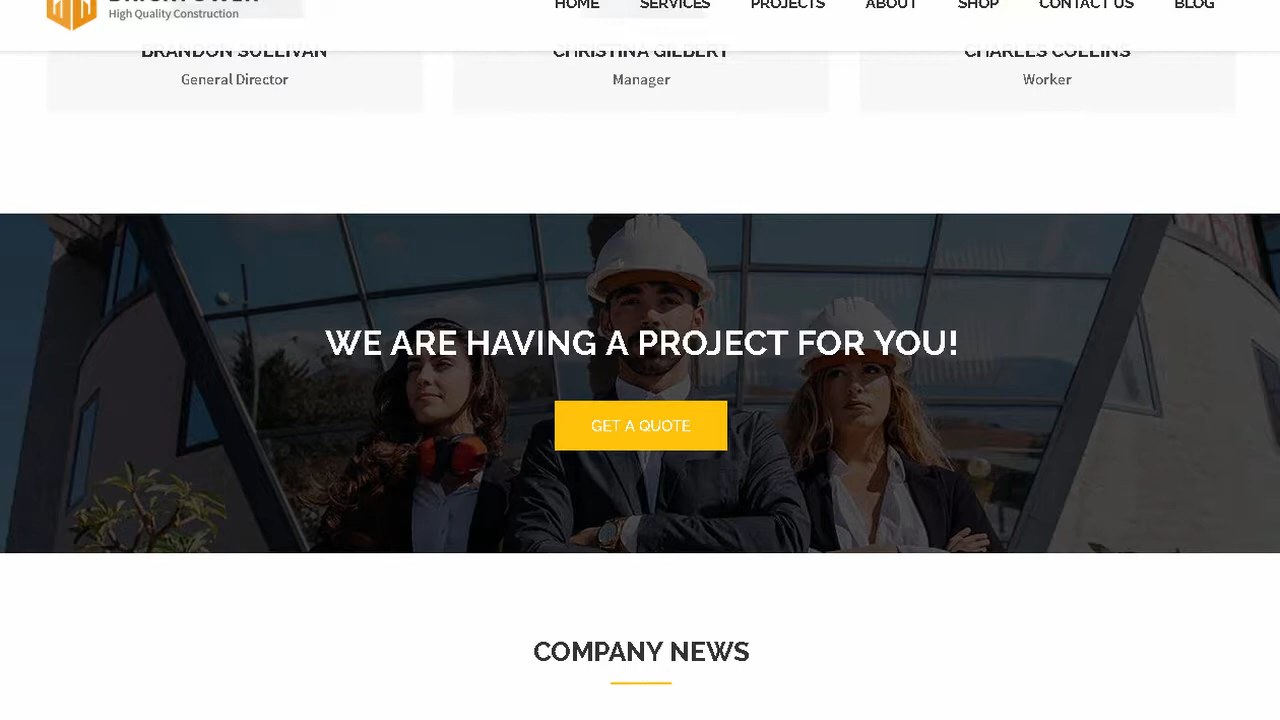 High Quality Construction
HOME SERVICES PROJECTS ABOUT SHOP CONTACT US BLOG
BRANDON SULLIVAN CHRISTINA GILBERT CHARLES COLLINS
General Director Manager Worker
WE ARE HAVING A PROJECT FOR YOU!
GET A QUOTE
COMPANY NEWS